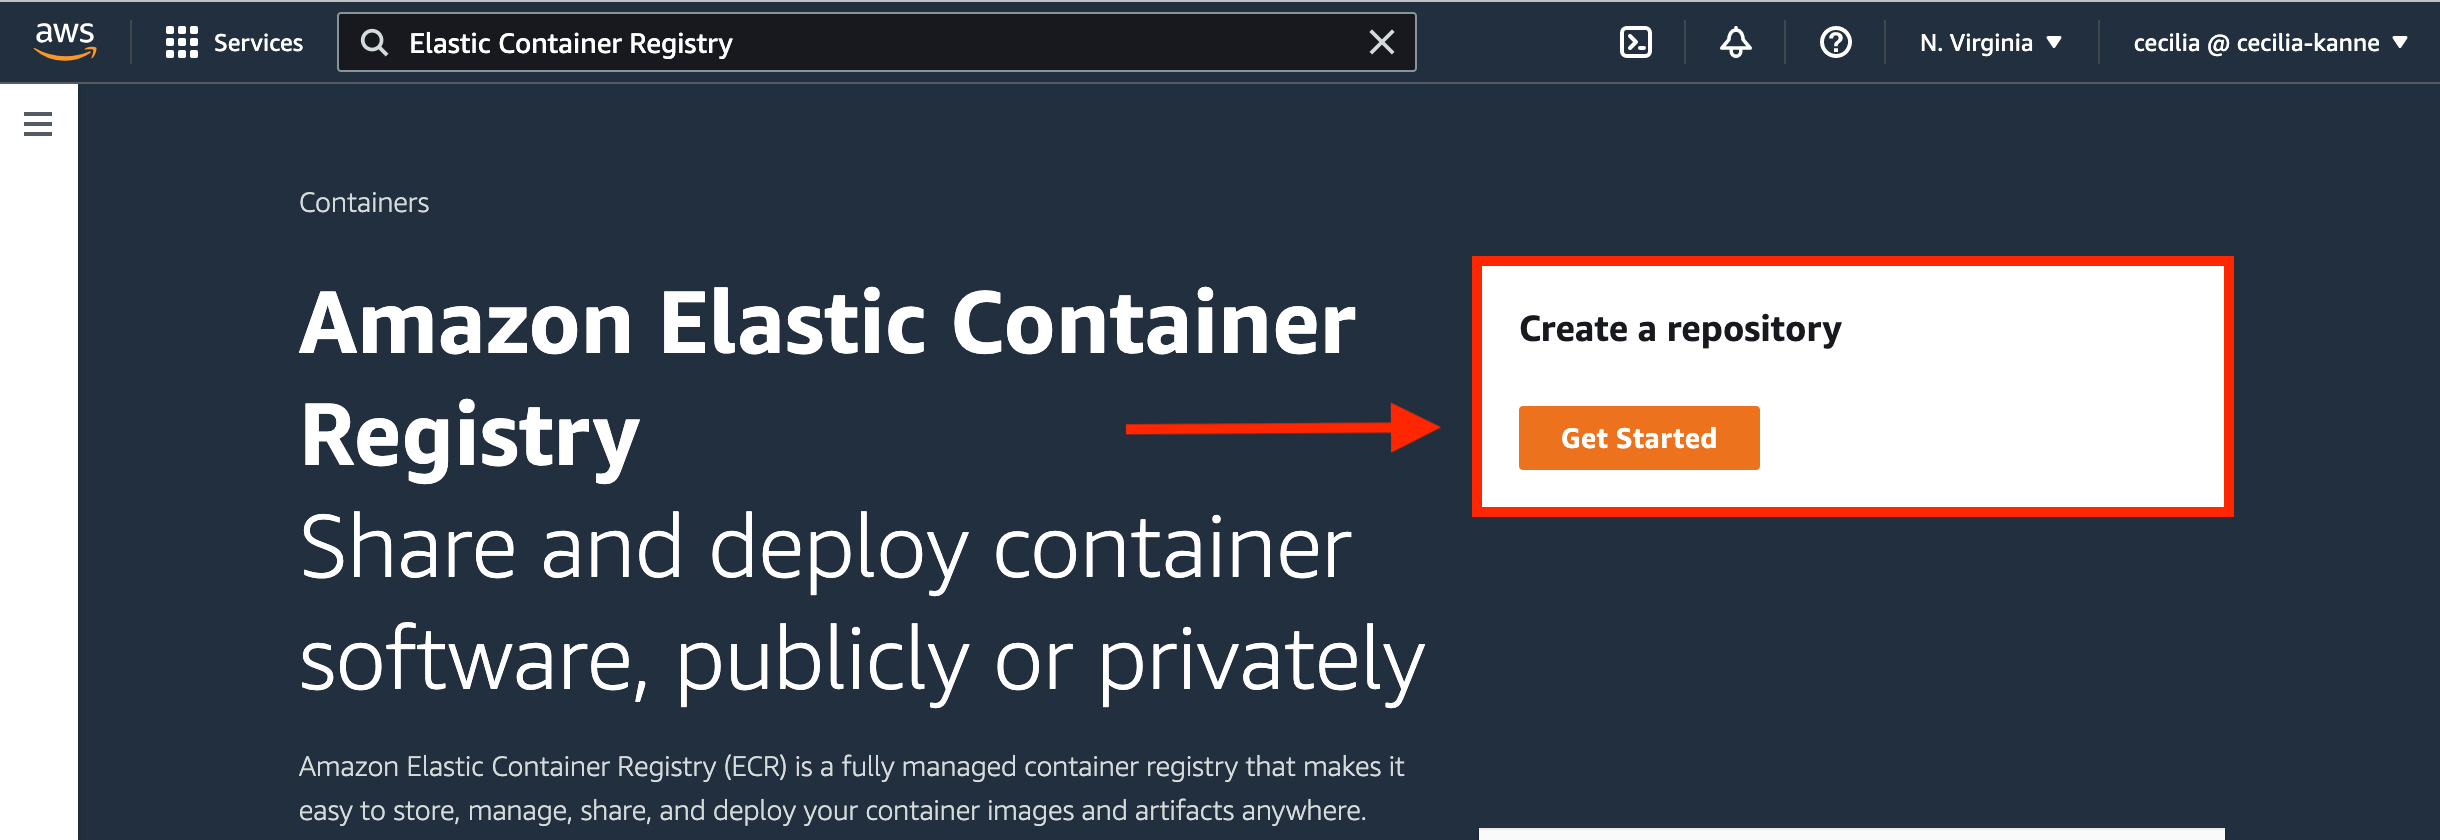 aws
Services
Elastic Container Registry
N. Virginia
cecilia @ cecilia-kanne
Containers
Amazon Elastic Container
Registry
Share and deploy container
software, publicly or privately
Amazon Elastic Container Registry (ECR) is a fully managed container registry that makes it
easy to store, manage, share, and deploy your container images and artifacts anywhere.
Create a repository
Get Started